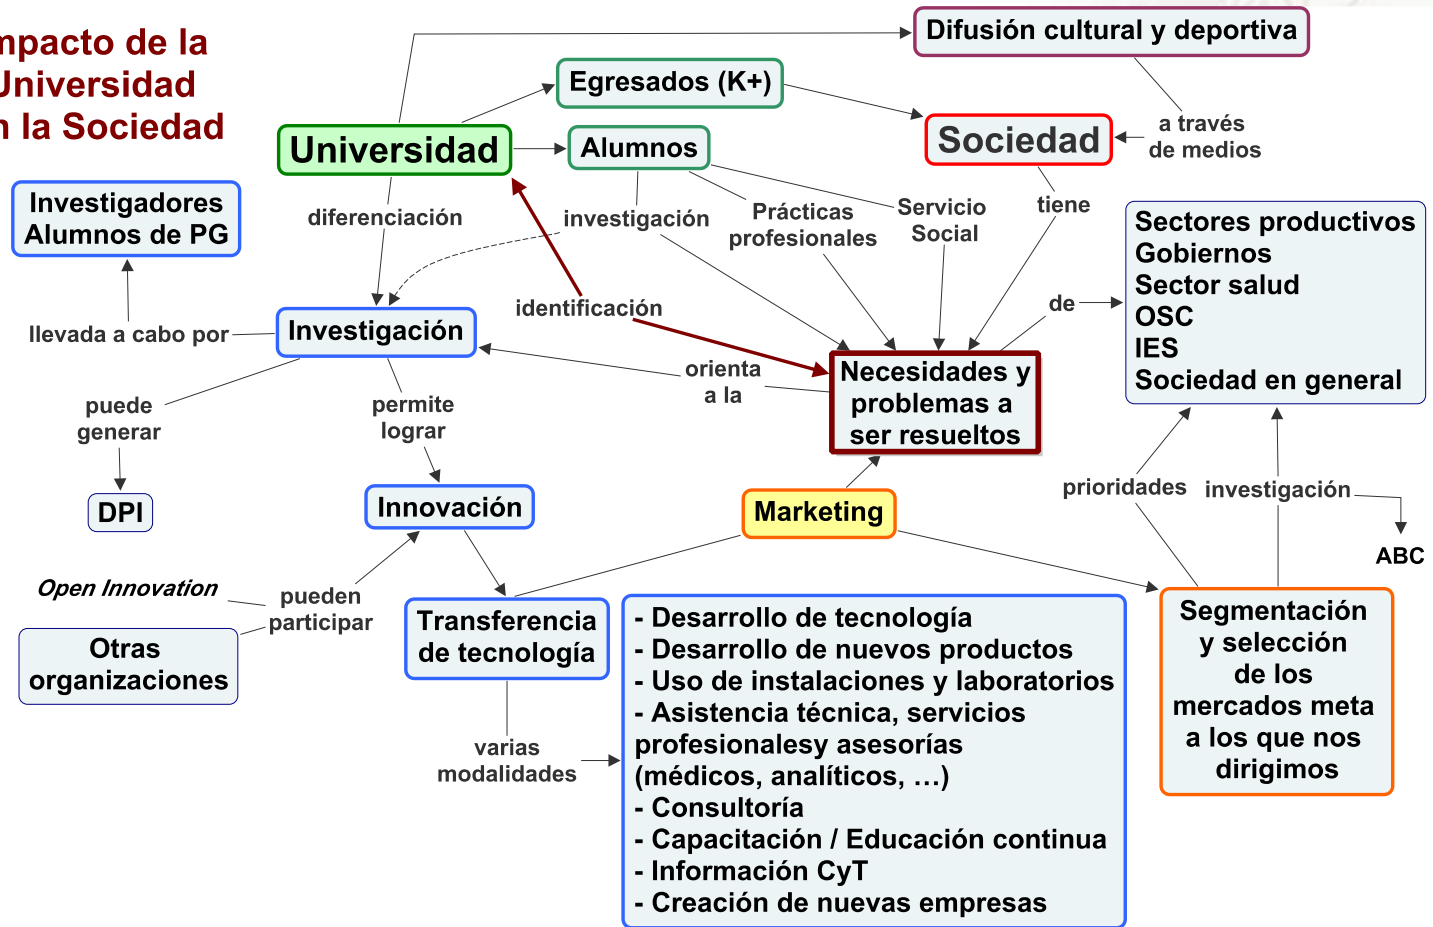 mpacto de la
Universidad
n la Sociedad
Difusión cultural y deportiva
Egresados (K+)
Universidad
Alumnos
Sociedad
a través
de medios
Investigadores
Alumnos de PG
diferenciación
investigación
Prácticas
profesionales
Servicio
Social
tiene
Sectores productivos
Gobiernos
Sector salud
OSC
IES
Sociedad en general
identificación
de
llevada a cabo por
Investigación
orienta
a la
Necesidades y
problemas a
ser resueltos
puede
generar
permite
lograr
DPI
Innovación
Marketing
prioridades
investigación
ABC
Open Innovation
pueden
participar
Otras
organizaciones
Transferencia
de tecnología
varias
modalidades
- Desarrollo de tecnología
- Desarrollo de nuevos productos
- Uso de instalaciones y laboratorios
- Asistencia técnica, servicios
profesionalesy asesorías
(médicos, analíticos, …)
- Consultoría
- Capacitación / Educación continua
- Información CyT
- Creación de nuevas empresas
Segmentación
y selección
de los
mercados meta
a los que nos
dirigimos